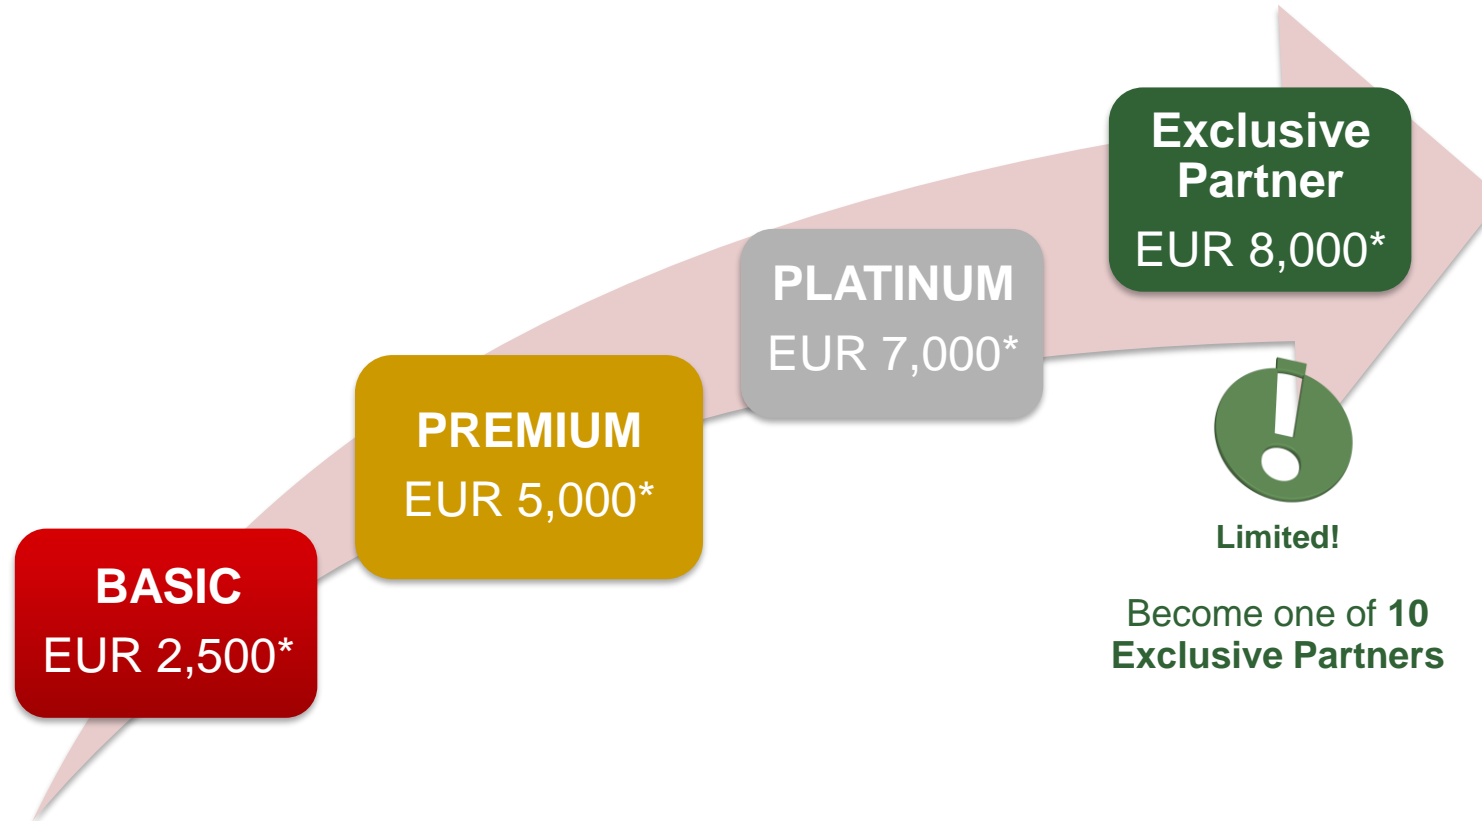 Exclusive
Partner
EUR 8,000*
PLATINUM
EUR 7,000*
PREMIUM
EUR 5,000*
BASIC
EUR 2,500*
Limited!
Become one of 10
Exclusive Partners